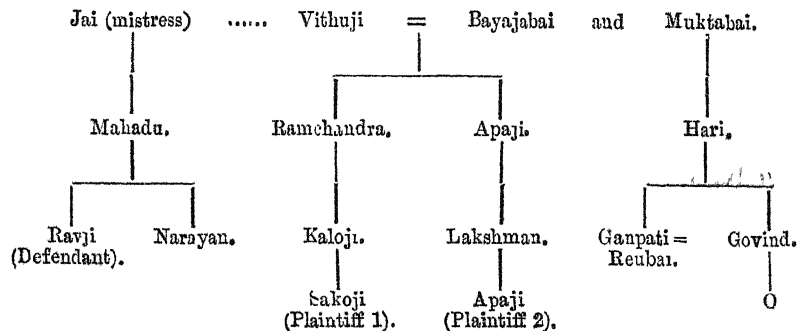 Jai (mistress) ...... Vithuji = Bayajabai and Muktabai.
Mahadu. Ramchandra. Apaji. Hari.
Ravji Narayan. Kaloji. Lakshman. Ganpati = Govind.
(Defendant). Reubai.
Sakoji Apaji O
(Plaintiff 1). (Plaintiff 2).